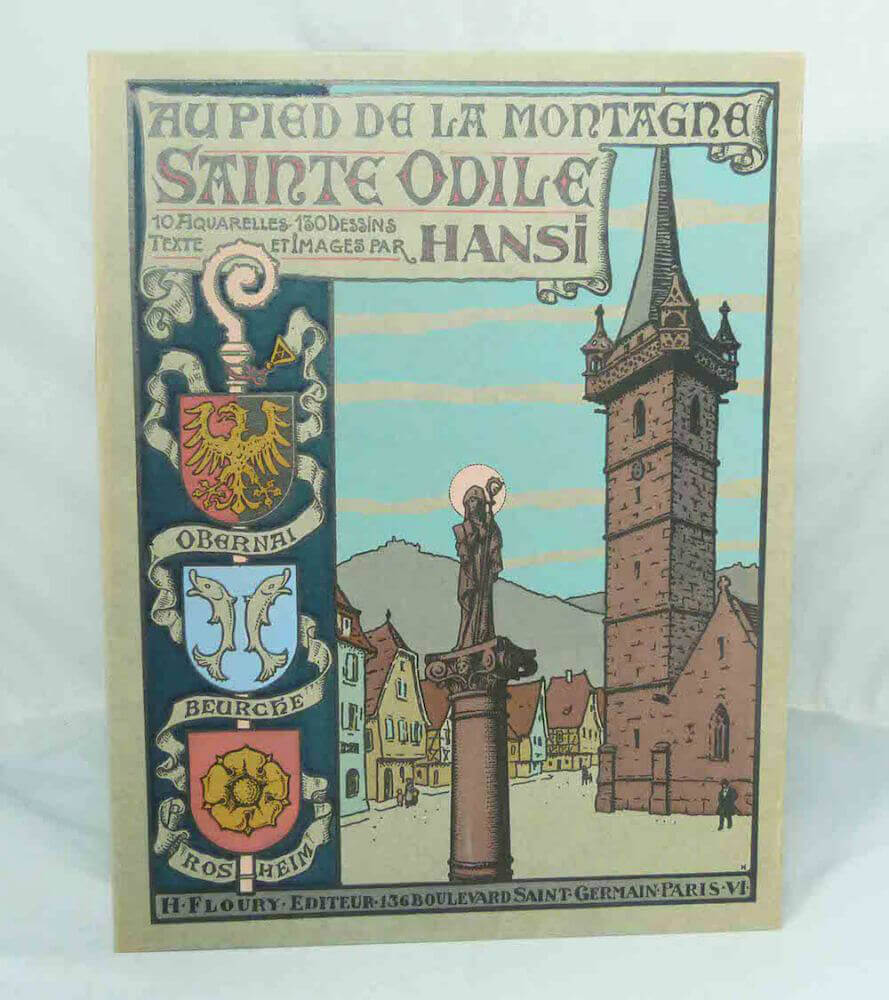 AU PIED DE LA MONTAGNE
SAINTE ODILE
10 AQUARELLES · 130 DESSINS
TEXTE ET IMAGES PAR HANSI
OBERNAI
BEURCHE
ROSHEIM
H · FLOURY · EDITEUR · 136 BOULEVARD SAINT · GERMAIN · PARIS · VI